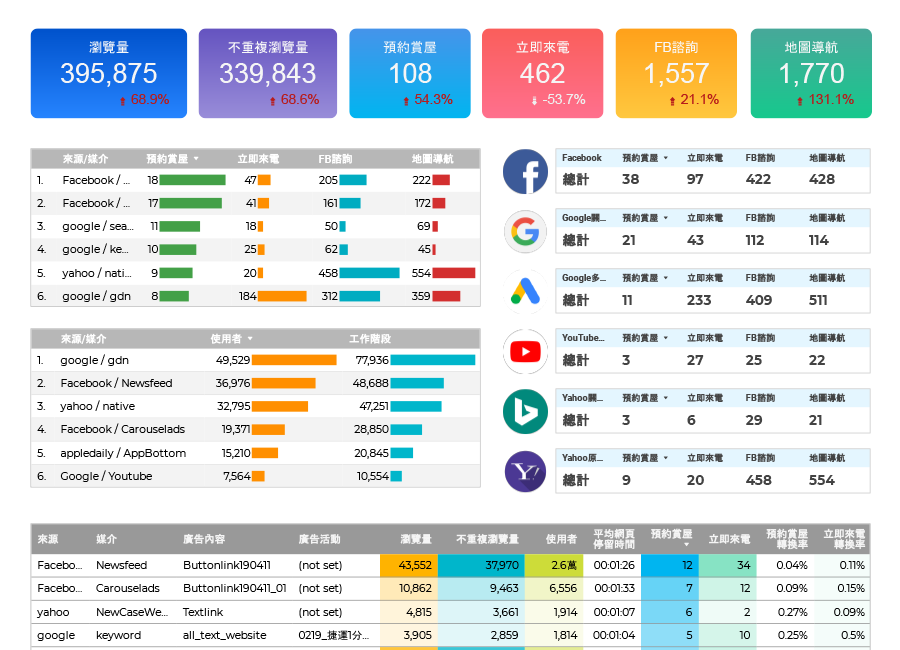 瀏覽量
395,875
68.9%
不重複瀏覽量
339,843
68.6%
預約賞屋
108
54.3%
立即來電
462
-53.7%
FB諮詢
1,557
21.1%
地圖導航
1,770
131.1%
來源/媒介 預約賞屋 立即來電 FB諮詢 地圖導航
1. Facebook / ... 18 47 205 222
2. Facebook / ... 17 41 161 172
3. google / sea... 11 18 50 69
4. google / ke... 10 25 62 45
5. yahoo / nati... 9 20 458 554
6. google / gdn 8 184 312 359
來源/媒介 使用者 工作階段
1. google / gdn 49,529 77,936
2. Facebook / Newsfeed 36,976 48,688
3. yahoo / native 32,795 47,251
4. Facebook / Carouselads 19,371 28,850
5. appledaily / AppBottom 15,210 20,845
6. Google / Youtube 7,564 10,554
Facebook 預約賞屋 立即來電 FB諮詢 地圖導航
總計 38 97 422 428
Google關... 預約賞屋 立即來電 FB諮詢 地圖導航
總計 21 43 112 114
Google多... 預約賞屋 立即來電 FB諮詢 地圖導航
總計 11 233 409 511
YouTube... 預約賞屋 立即來電 FB諮詢 地圖導航
總計 3 27 25 22
Yahoo關... 預約賞屋 立即來電 FB諮詢 地圖導航
總計 3 6 29 21
Yahoo原... 預約賞屋 立即來電 FB諮詢 地圖導航
總計 9 20 458 554
來源 媒介 廣告內容 廣告活動 瀏覽量 不重複瀏覽量 使用者 平均網頁停留時間 預約賞屋 立即來電 預約賞屋轉換率 立即來電轉換率
Facebo... Newsfeed Buttonlink190411 (not set) 43,552 37,970 2.6萬 00:01:26 12 34 0.04% 0.11%
Facebo... Carouselads Buttonlink190411_01 (not set) 10,862 9,463 6,556 00:01:33 7 12 0.09% 0.15%
yahoo NewCaseWe... Textlink (not set) 4,815 3,661 1,914 00:01:07 6 2 0.27% 0.09%
google keyword all_text_website 0219_捷運1分... 3,905 2,859 1,814 00:01:04 5 10 0.25% 0.5%